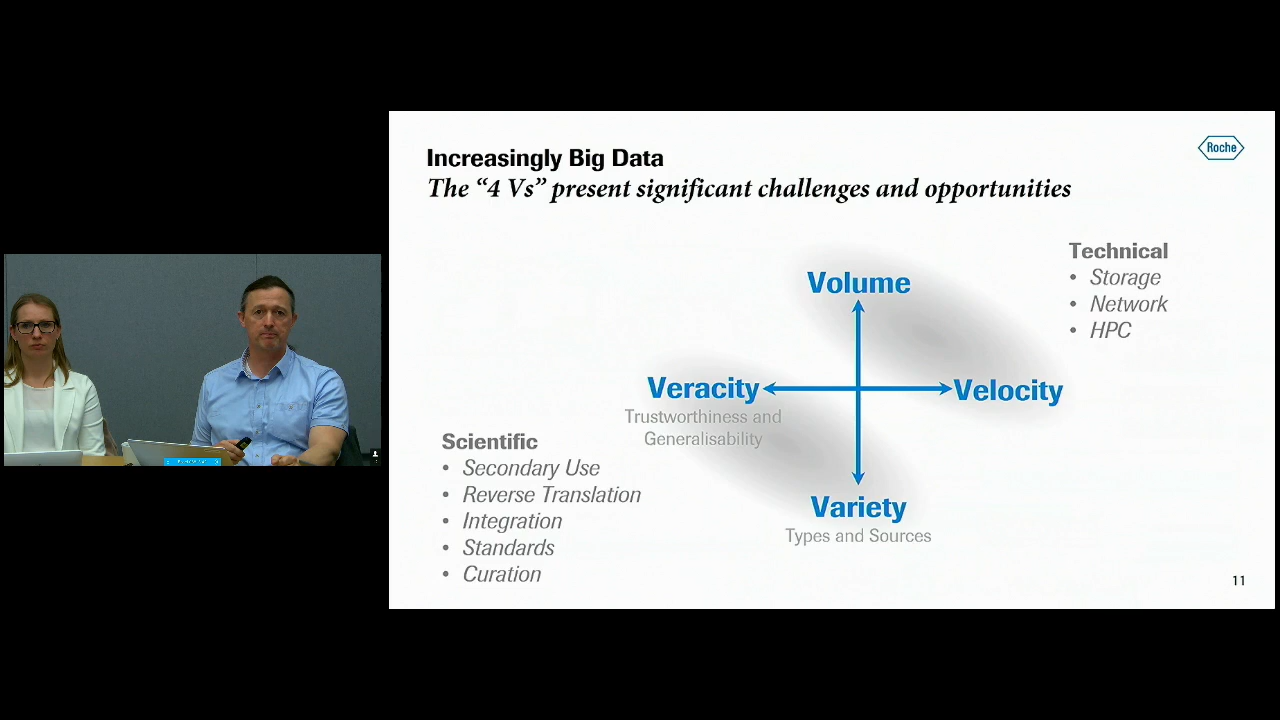 Increasingly Big Data
Roche
The “4 Vs” present significant challenges and opportunities
Technical
• Storage
• Network
• HPC
Volume
Veracity
Velocity
Trustworthiness and
Generalisability
Scientific
• Secondary Use
• Reverse Translation
• Integration
• Standards
• Curation
Variety
Types and Sources
11